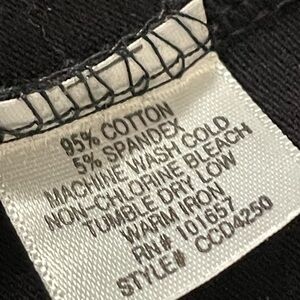 95% COTTON
5% SPANDEX
MACHINE WASH COLD
NON-CHLORINE BLEACH
TUMBLE DRY LOW
WARM IRON
RN# 101657
STYLE# CCD4250